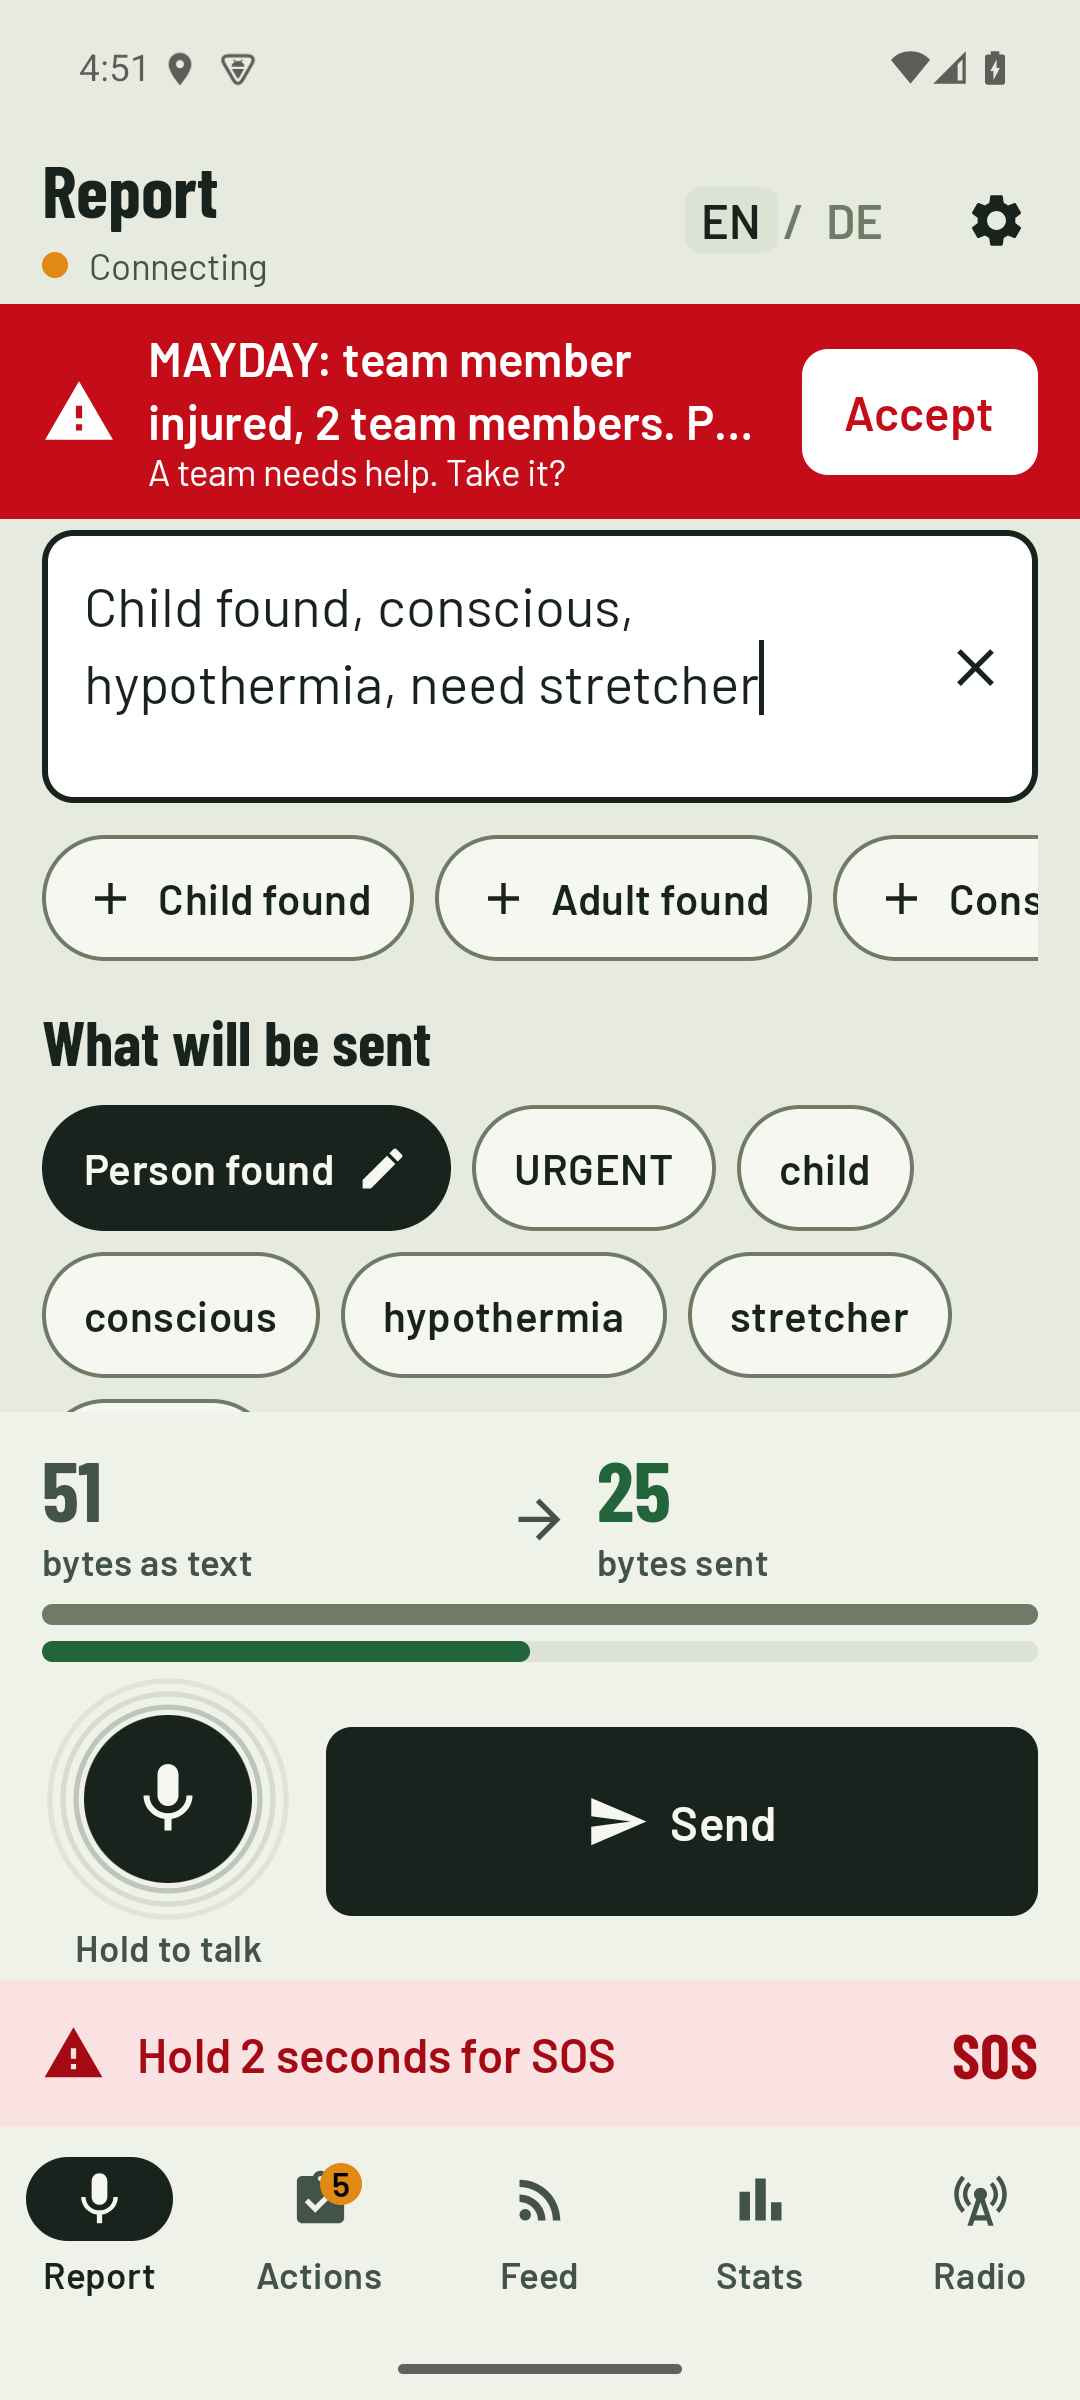 4:51
Report
Connecting
EN / DE
MAYDAY: team member
injured, 2 team members. P...
A team needs help. Take it?
Accept
Child found, conscious,
hypothermia, need stretcher
+ Child found
+ Adult found
+ Cons
What will be sent
Person found
URGENT
child
conscious
hypothermia
stretcher
51
bytes as text
→
25
bytes sent
Hold to talk
Send
Hold 2 seconds for SOS
SOS
5
Report
Actions
Feed
Stats
Radio